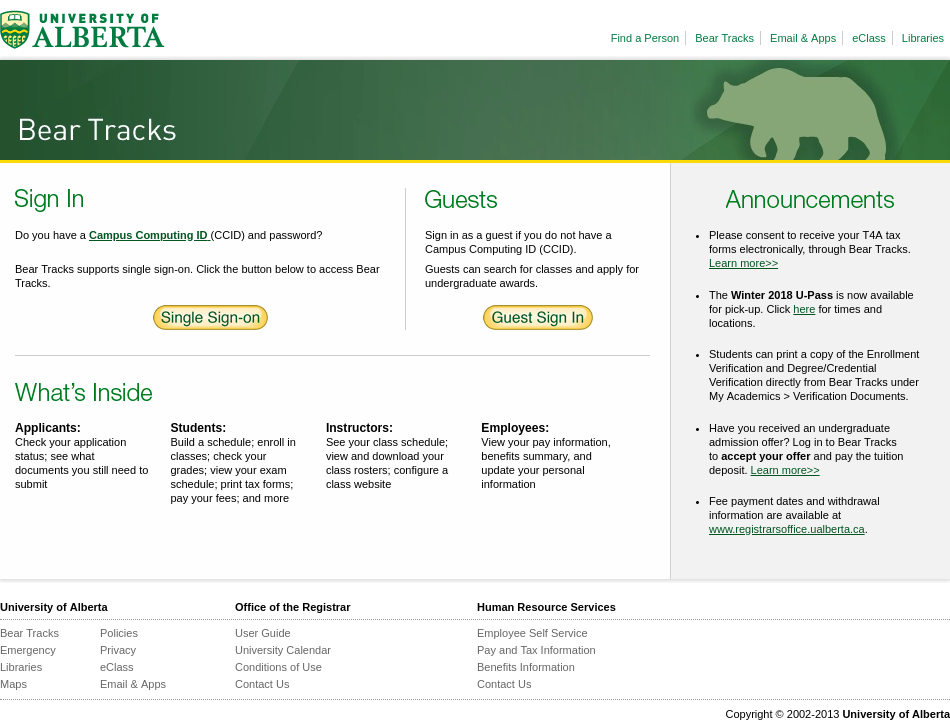 UNIVERSITY OF
ALBERTA
Find a Person
Bear Tracks
Email & Apps
eClass
Libraries
Bear Tracks
Sign In
Do you have a Campus Computing ID (CCID) and password?
Bear Tracks supports single sign-on. Click the button below to access Bear
Tracks.
Single Sign-on
Guests
Sign in as a guest if you do not have a
Campus Computing ID (CCID).
Guests can search for classes and apply for
undergraduate awards.
Guest Sign In
What's Inside
Applicants:
Check your application
status; see what
documents you still need to
submit
Students:
Build a schedule; enroll in
classes; check your
grades; view your exam
schedule; print tax forms;
pay your fees; and more
Instructors:
See your class schedule;
view and download your
class rosters; configure a
class website
Employees:
View your pay information,
benefits summary, and
update your personal
information
Announcements
• Please consent to receive your T4A tax
forms electronically, through Bear Tracks.
Learn more>>
• The Winter 2018 U-Pass is now available
for pick-up. Click here for times and
locations.
• Students can print a copy of the Enrollment
Verification and Degree/Credential
Verification directly from Bear Tracks under
My Academics > Verification Documents.
• Have you received an undergraduate
admission offer? Log in to Bear Tracks
to accept your offer and pay the tuition
deposit. Learn more>>
• Fee payment dates and withdrawal
information are available at
www.registrarsoffice.ualberta.ca.
University of Alberta
Bear Tracks
Emergency
Libraries
Maps
Policies
Privacy
eClass
Email & Apps
Office of the Registrar
User Guide
University Calendar
Conditions of Use
Contact Us
Human Resource Services
Employee Self Service
Pay and Tax Information
Benefits Information
Contact Us
Copyright © 2002-2013 University of Alberta